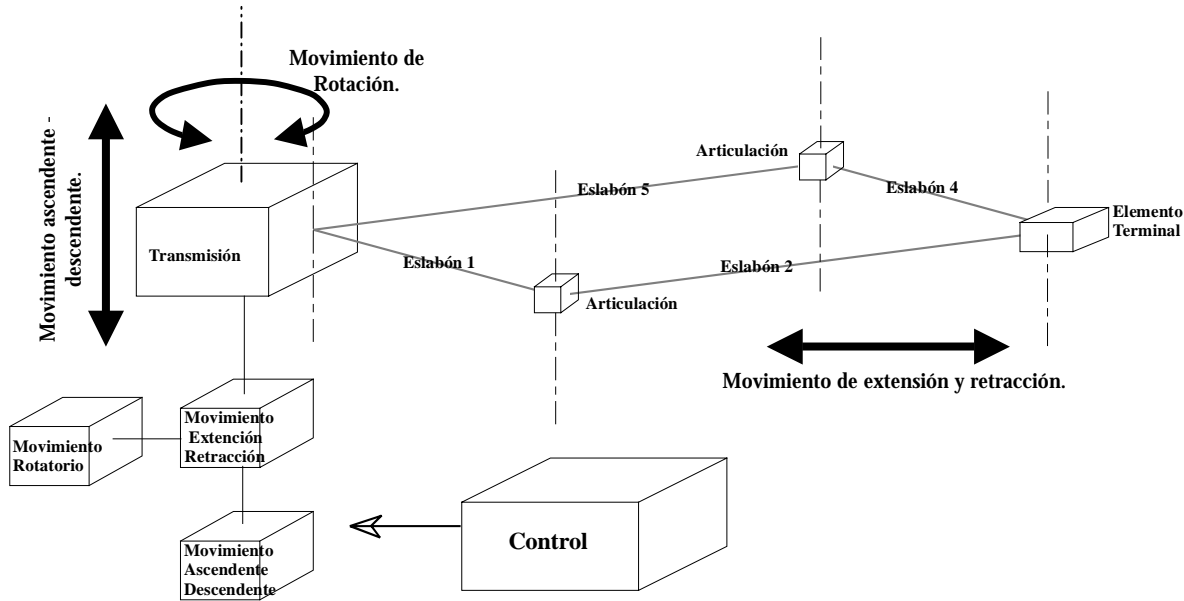 Movimiento de
Rotación.
Movimiento ascendente -
descendente.
Articulación
Eslabón 5
Eslabón 4
Elemento
Terminal
Transmisión
Eslabón 1
Eslabón 2
Articulación
Movimiento de extensión y retracción.
Movimiento
Extención
Retracción
Movimiento
Rotatorio
Control
Movimiento
Ascendente
Descendente